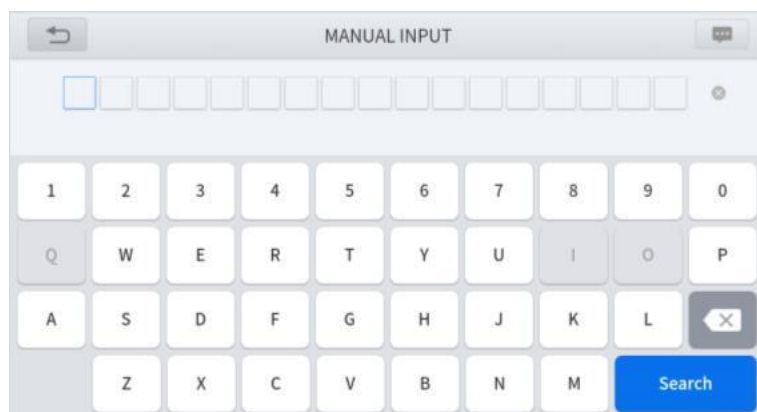 MANUAL INPUT
1 2 3 4 5 6 7 8 9 0
Q W E R T Y U I O P
A S D F G H J K L
Z X C V B N M Search